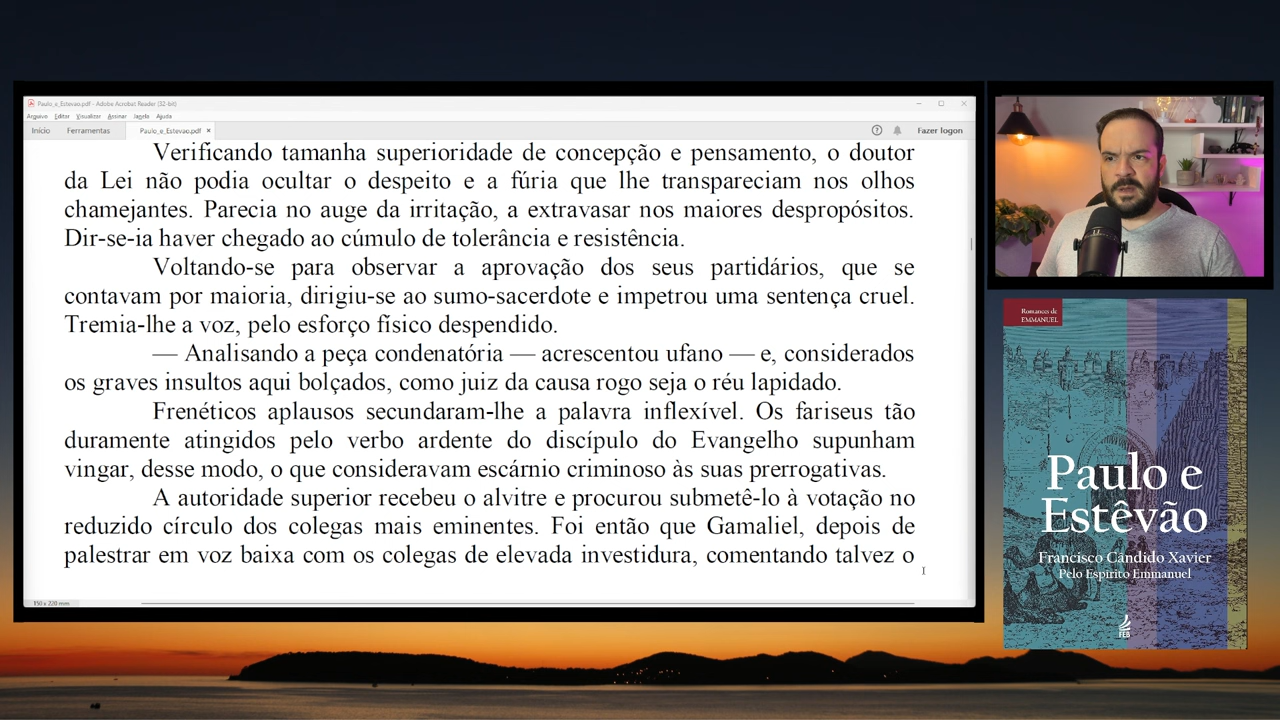 Paulo_e_Estevao.pdf - Adobe Acrobat Reader (32-bit)
Arquivo Editar Visualizar Assinar Janela Ajuda
Início Ferramentas Paulo_e_Estevao.pdf × Fazer logon
Verificando tamanha superioridade de concepção e pensamento, o doutor
da Lei não podia ocultar o despeito e a fúria que lhe transpareciam nos olhos
chamejantes. Parecia no auge da irritação, a extravasar nos maiores despropósitos.
Dir-se-ia haver chegado ao cúmulo de tolerância e resistência.
Voltando-se para observar a aprovação dos seus partidários, que se
contavam por maioria, dirigiu-se ao sumo-sacerdote e impetrou uma sentença cruel.
Tremia-lhe a voz, pelo esforço físico despendido.
— Analisando a peça condenatória — acrescentou ufano — e, considerados
os graves insultos aqui bolçados, como juiz da causa rogo seja o réu lapidado.
Frenéticos aplausos secundaram-lhe a palavra inflexível. Os fariseus tão
duramente atingidos pelo verbo ardente do discípulo do Evangelho supunham
vingar, desse modo, o que consideravam escárnio criminoso às suas prerrogativas.
A autoridade superior recebeu o alvitre e procurou submetê-lo à votação no
reduzido círculo dos colegas mais eminentes. Foi então que Gamaliel, depois de
palestrar em voz baixa com os colegas de elevada investidura, comentando talvez o
150 x 220 mm
Romances de
EMMANUEL
Paulo e
Estêvão
Francisco Cândido Xavier
Pelo Espírito Emmanuel
FEB